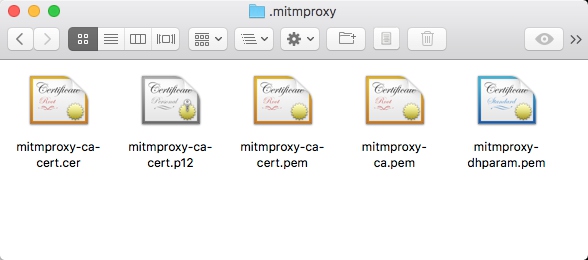 .mitmproxy
Certificate
Root
Certificate
Personal
Certificate
Root
Certificate
Root
Certificate
Standard
mitmproxy-ca-
cert.cer
mitmproxy-ca-
cert.p12
mitmproxy-ca-
cert.pem
mitmproxy-
ca.pem
mitmproxy-
dhparam.pem